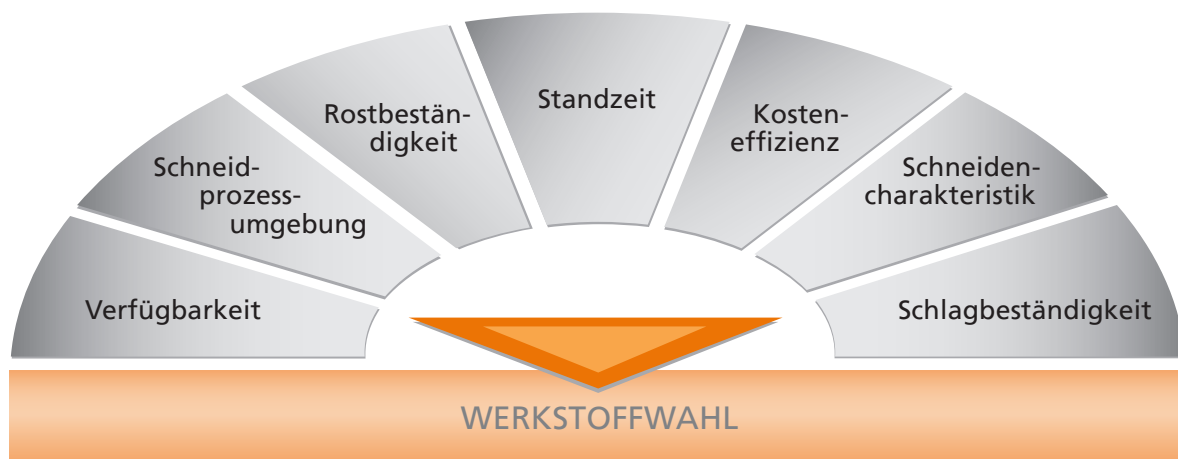 Verfügbarkeit
Schneid-
prozess-
umgebung
Rostbestän-
digkeit
Standzeit
Kosten-
effizienz
Schneiden-
charakteristik
Schlagbeständigkeit
WERKSTOFFWAHL